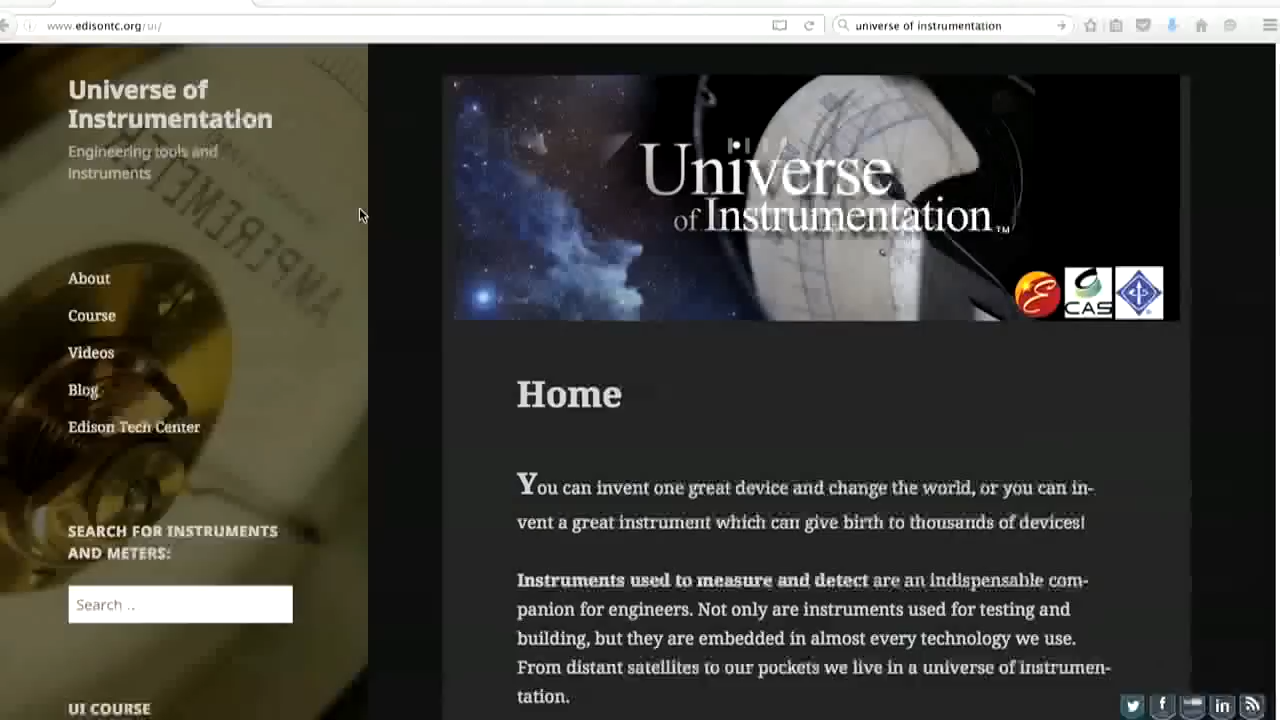 www.edisontc.org/ui/
universe of instrumentation
Universe of
Instrumentation
Engineering tools and
instruments
AMPEREMETER
About
Course
Videos
Blog
Edison Tech Center
SEARCH FOR INSTRUMENTS
AND METERS:
Search ..
UI COURSE
Universe
of Instrumentation™
E
CAS
Home
You can invent one great device and change the world, or you can in-
vent a great instrument which can give birth to thousands of devices!
Instruments used to measure and detect are an indispensable com-
panion for engineers. Not only are instruments used for testing and
building, but they are embedded in almost every technology we use.
From distant satellites to our pockets we live in a universe of instrumen-
tation.